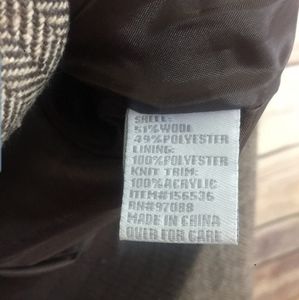 SHELL:
51%WOOL
49%POLYESTER
LINING:
100%POLYESTER
KNIT TRIM:
100%ACRYLIC
ITEM#156536
RN#97088
MADE IN CHINA
OVER FOR CARE